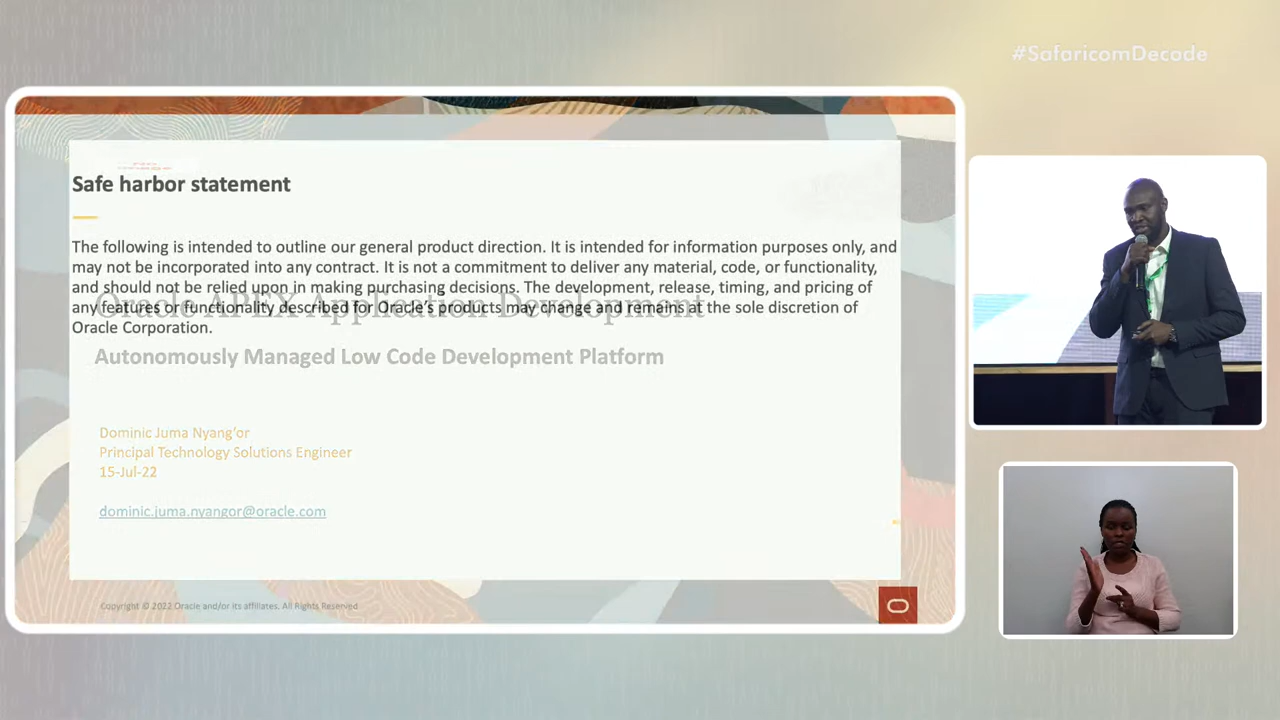 #SafaricomDecade
Safe harbor statement
The following is intended to outline our general product direction. It is intended for information purposes only, and
may not be incorporated into any contract. It is not a commitment to deliver any material, code, or functionality,
and should not be relied upon in making purchasing decisions. The development, release, timing, and pricing of
any features or functionality described for Oracle's products may change and remains at the sole discretion of
Oracle Corporation.
Oracle APEX Application Development
Autonomously Managed Low Code Development Platform
Dominic Juma Nyang'or
Principal Technology Solutions Engineer
15-Jul-22
dominic.juma.nyangor@oracle.com
Copyright © 2022 Oracle and/or its affiliates. All Rights Reserved